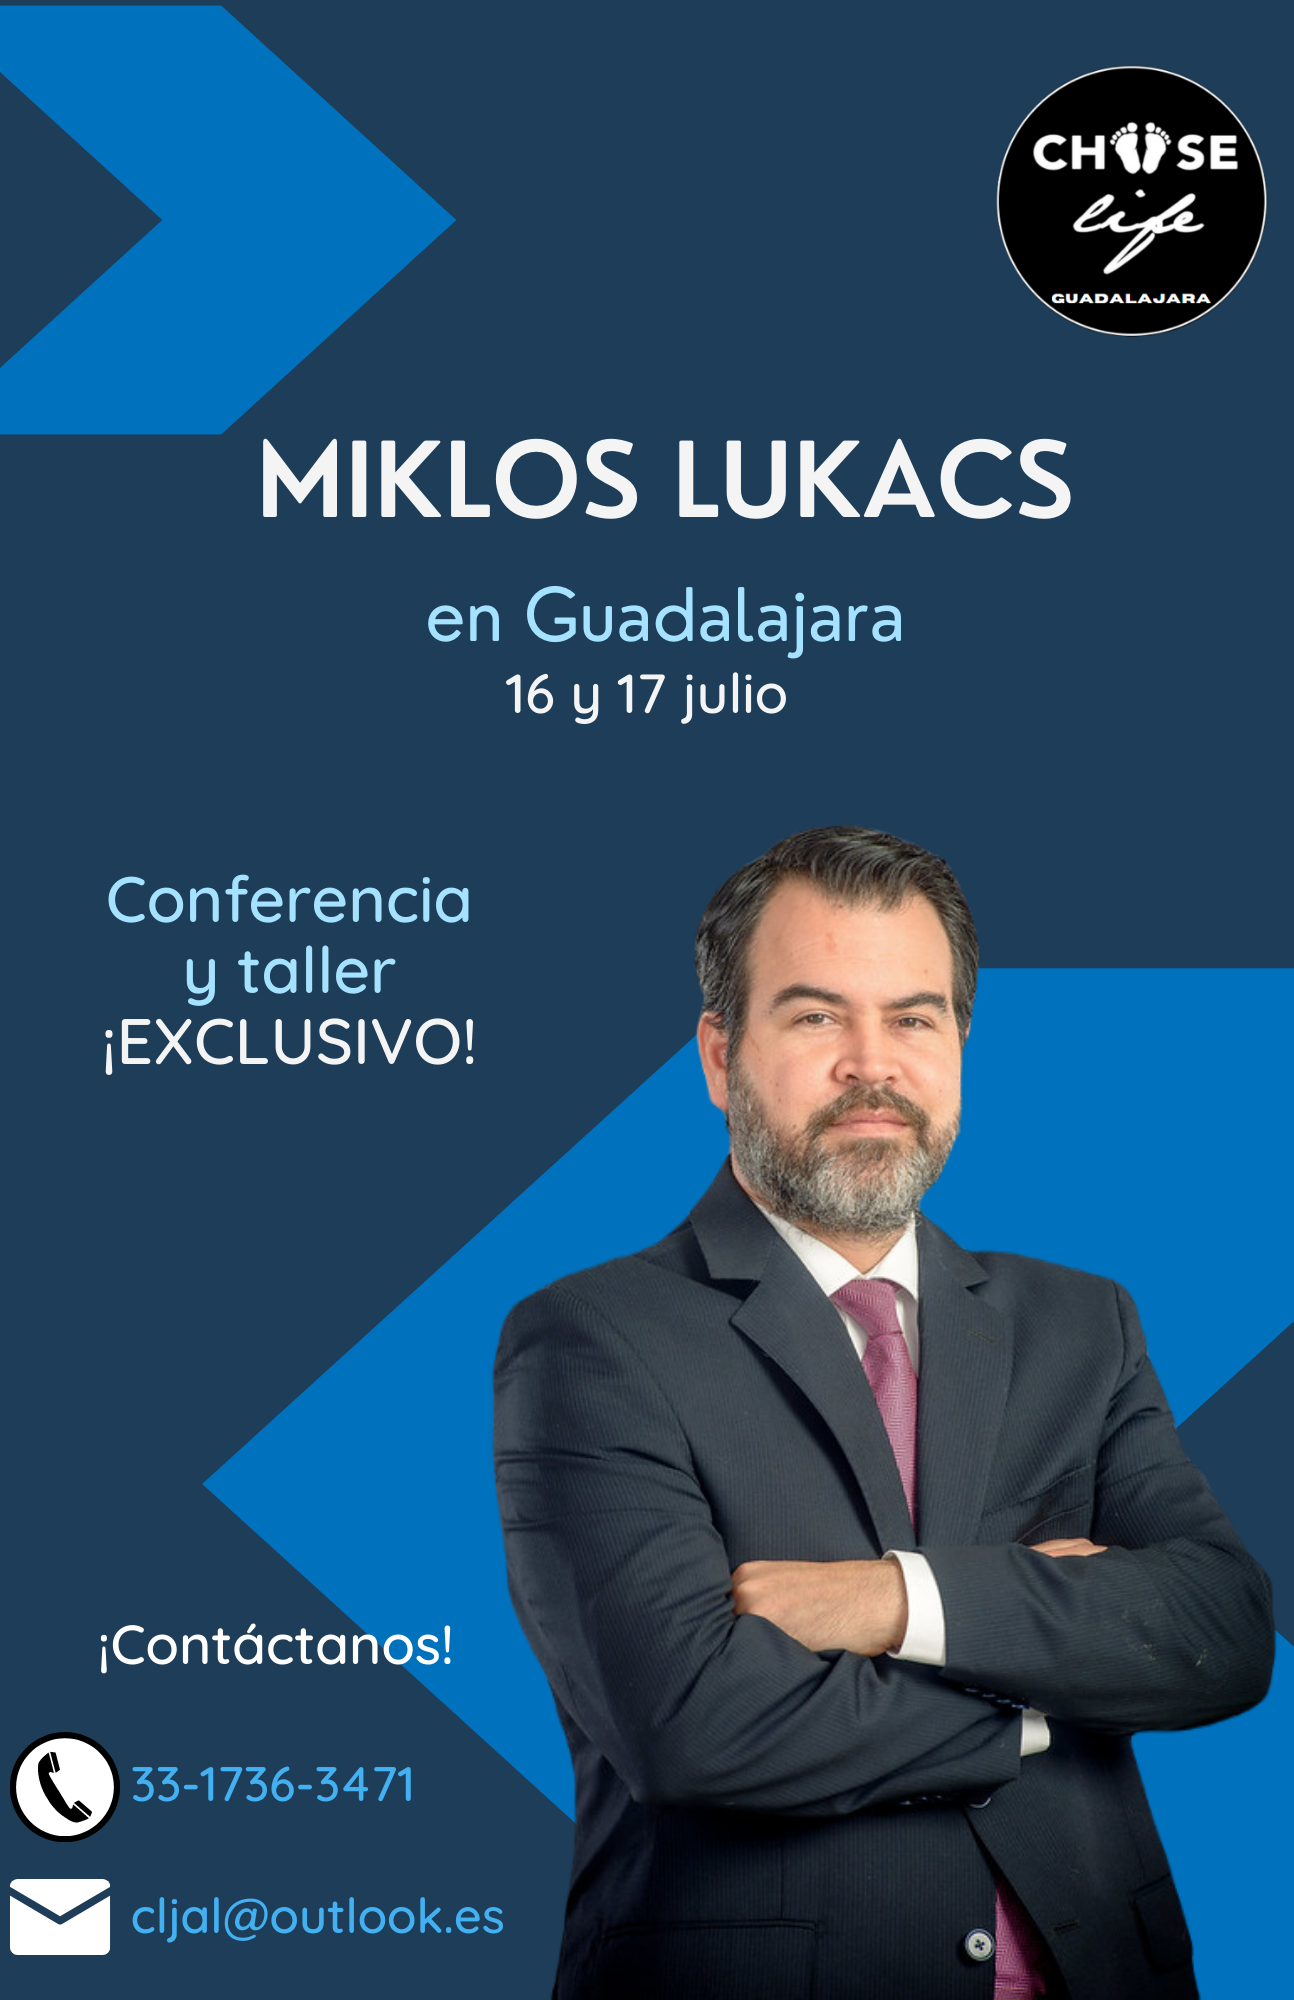 CHOOSE
life
GUADALAJARA
MIKLOS LUKACS
en Guadalajara
16 y 17 julio
Conferencia
y taller
¡EXCLUSIVO!
¡Contáctanos!
33-1736-3471
cljal@outlook.es